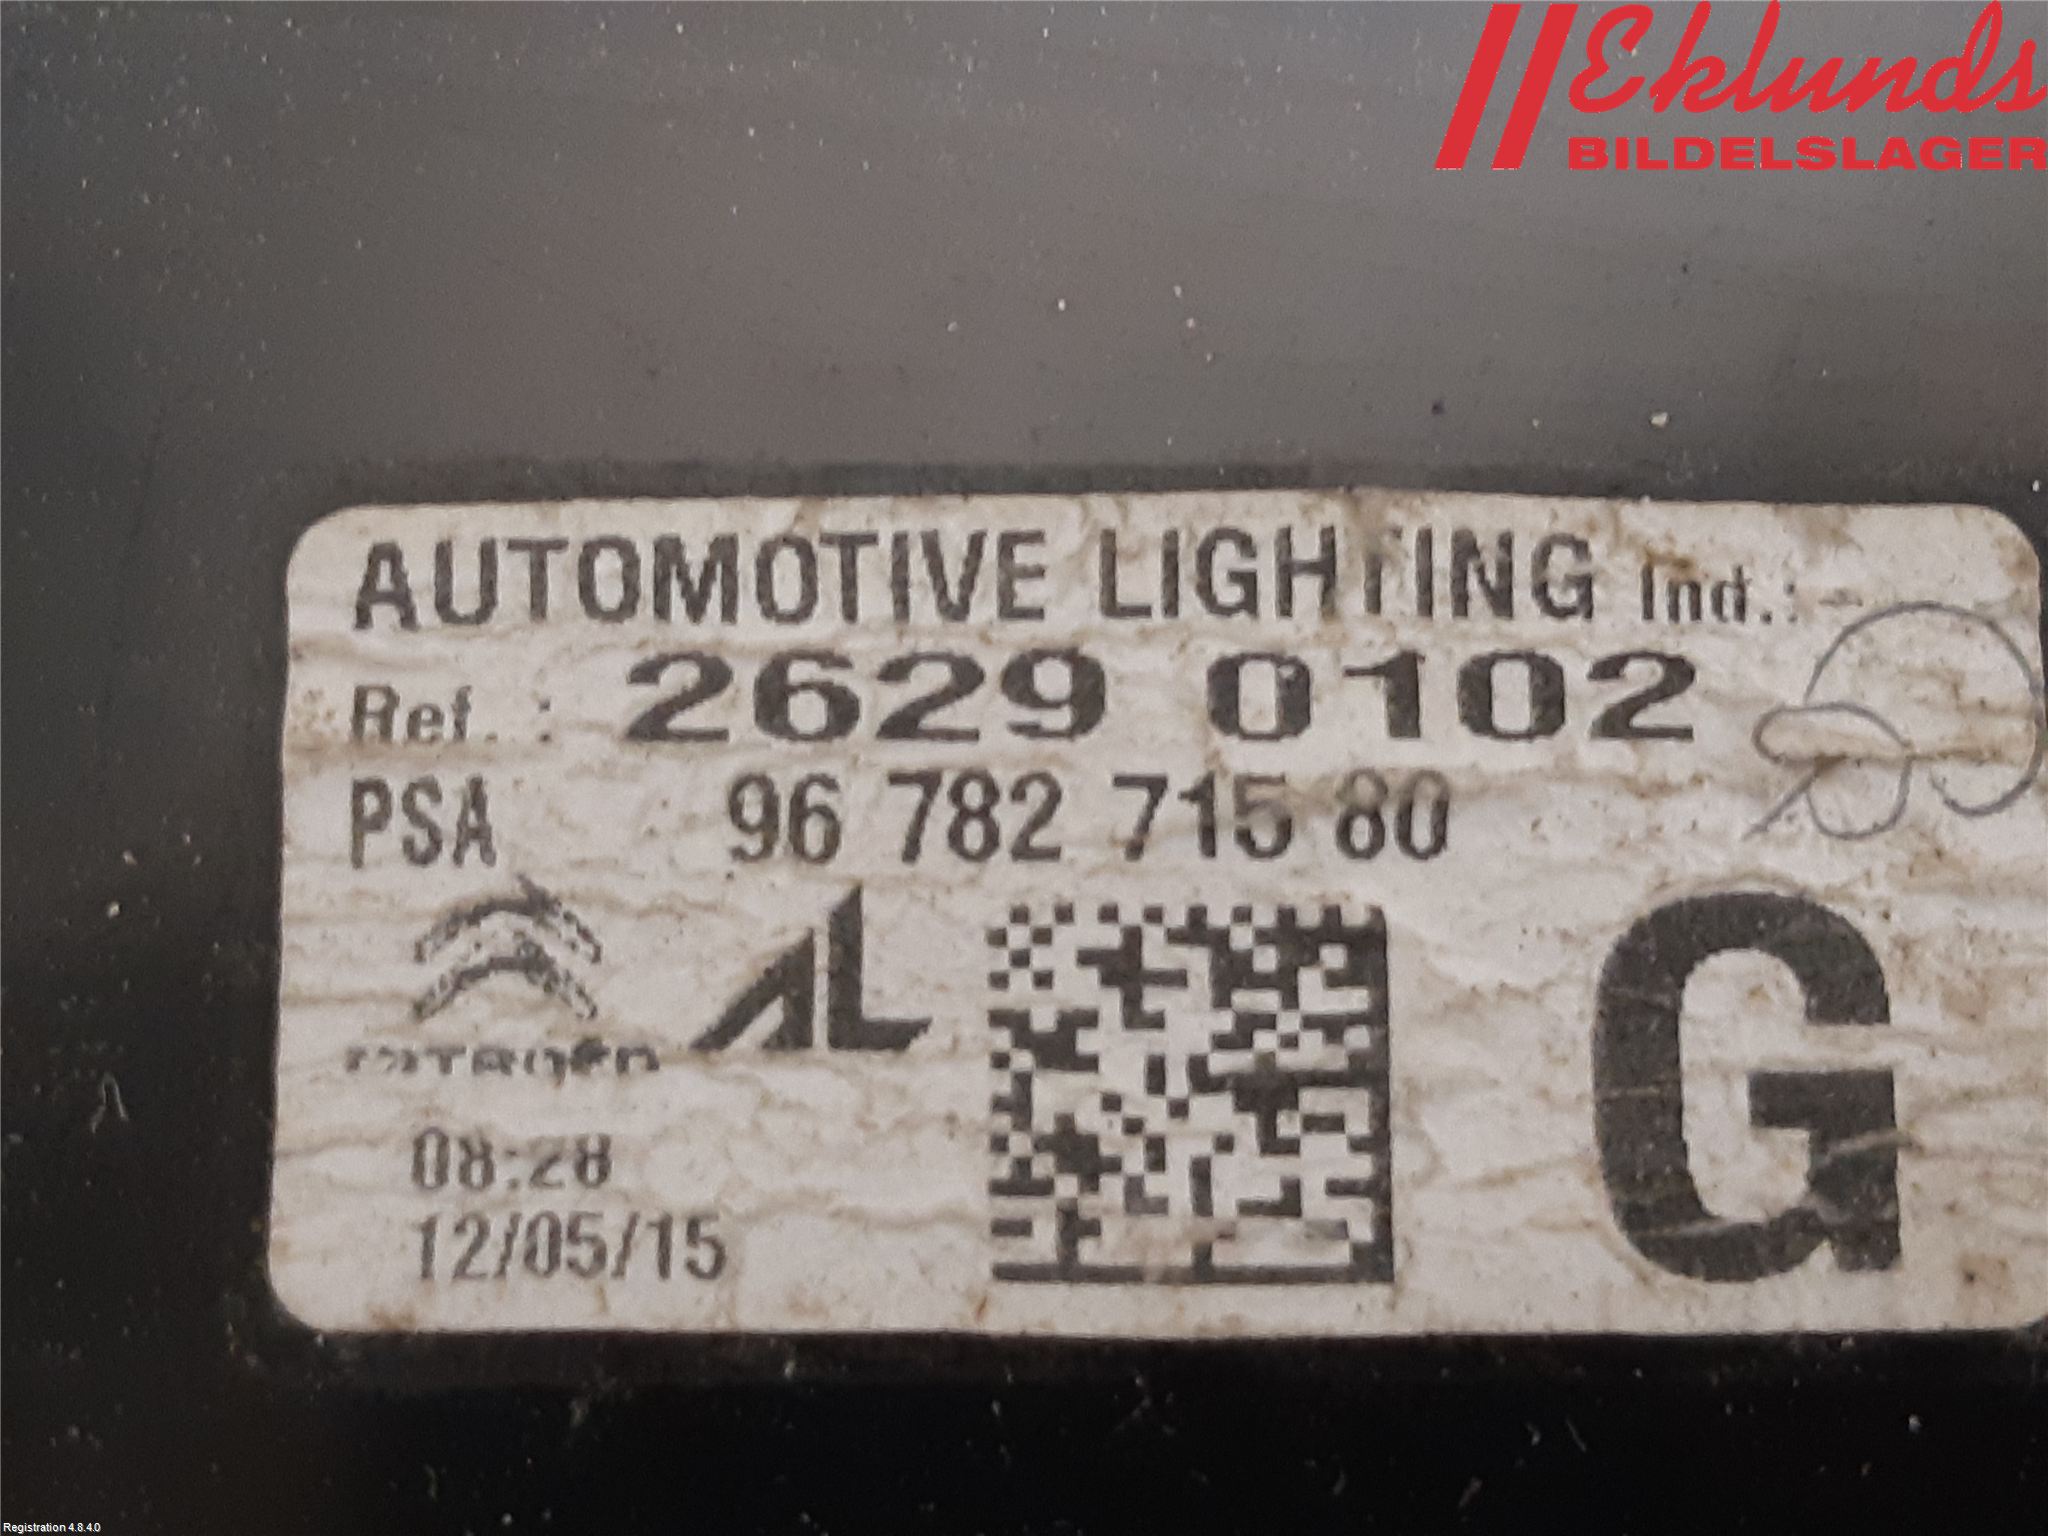 Eklunds
BILDELSLAGER
AUTOMOTIVE LIGHTING Ind.: -
Ref. : 2629 0102
PSA 96 782 715 80
AL
CITROËN
G
08:28
12/05/15
Registration 4.8.4.0